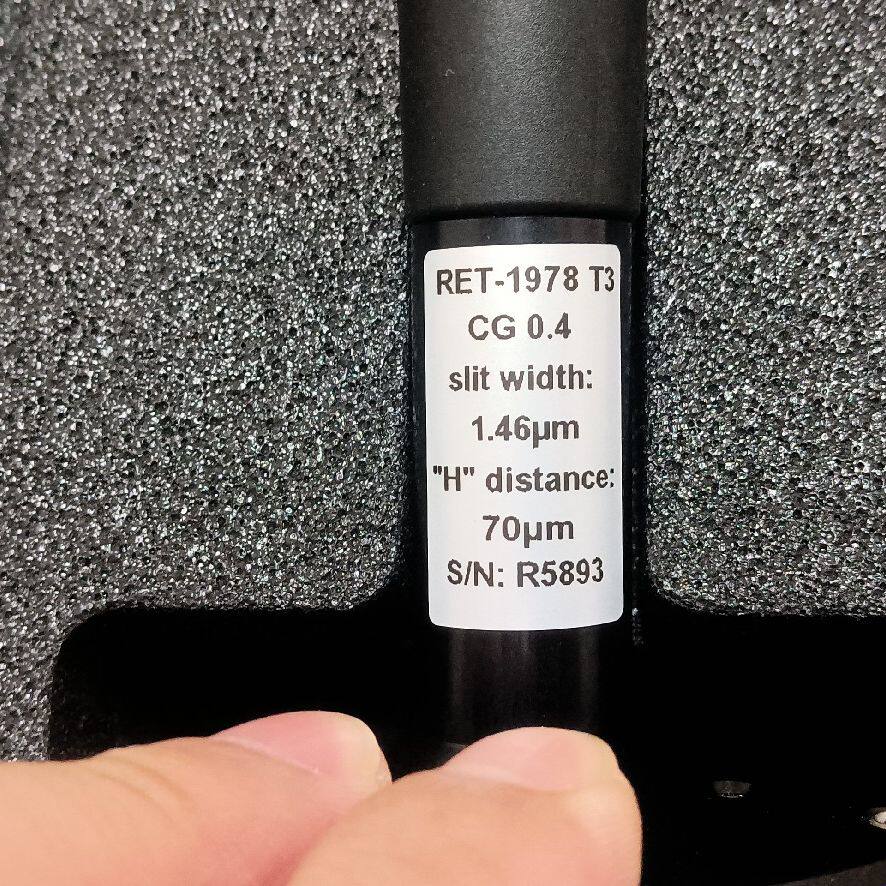 RET-1978 T3
CG 0.4
slit width:
1.46µm
"H" distance:
70µm
S/N: R5893